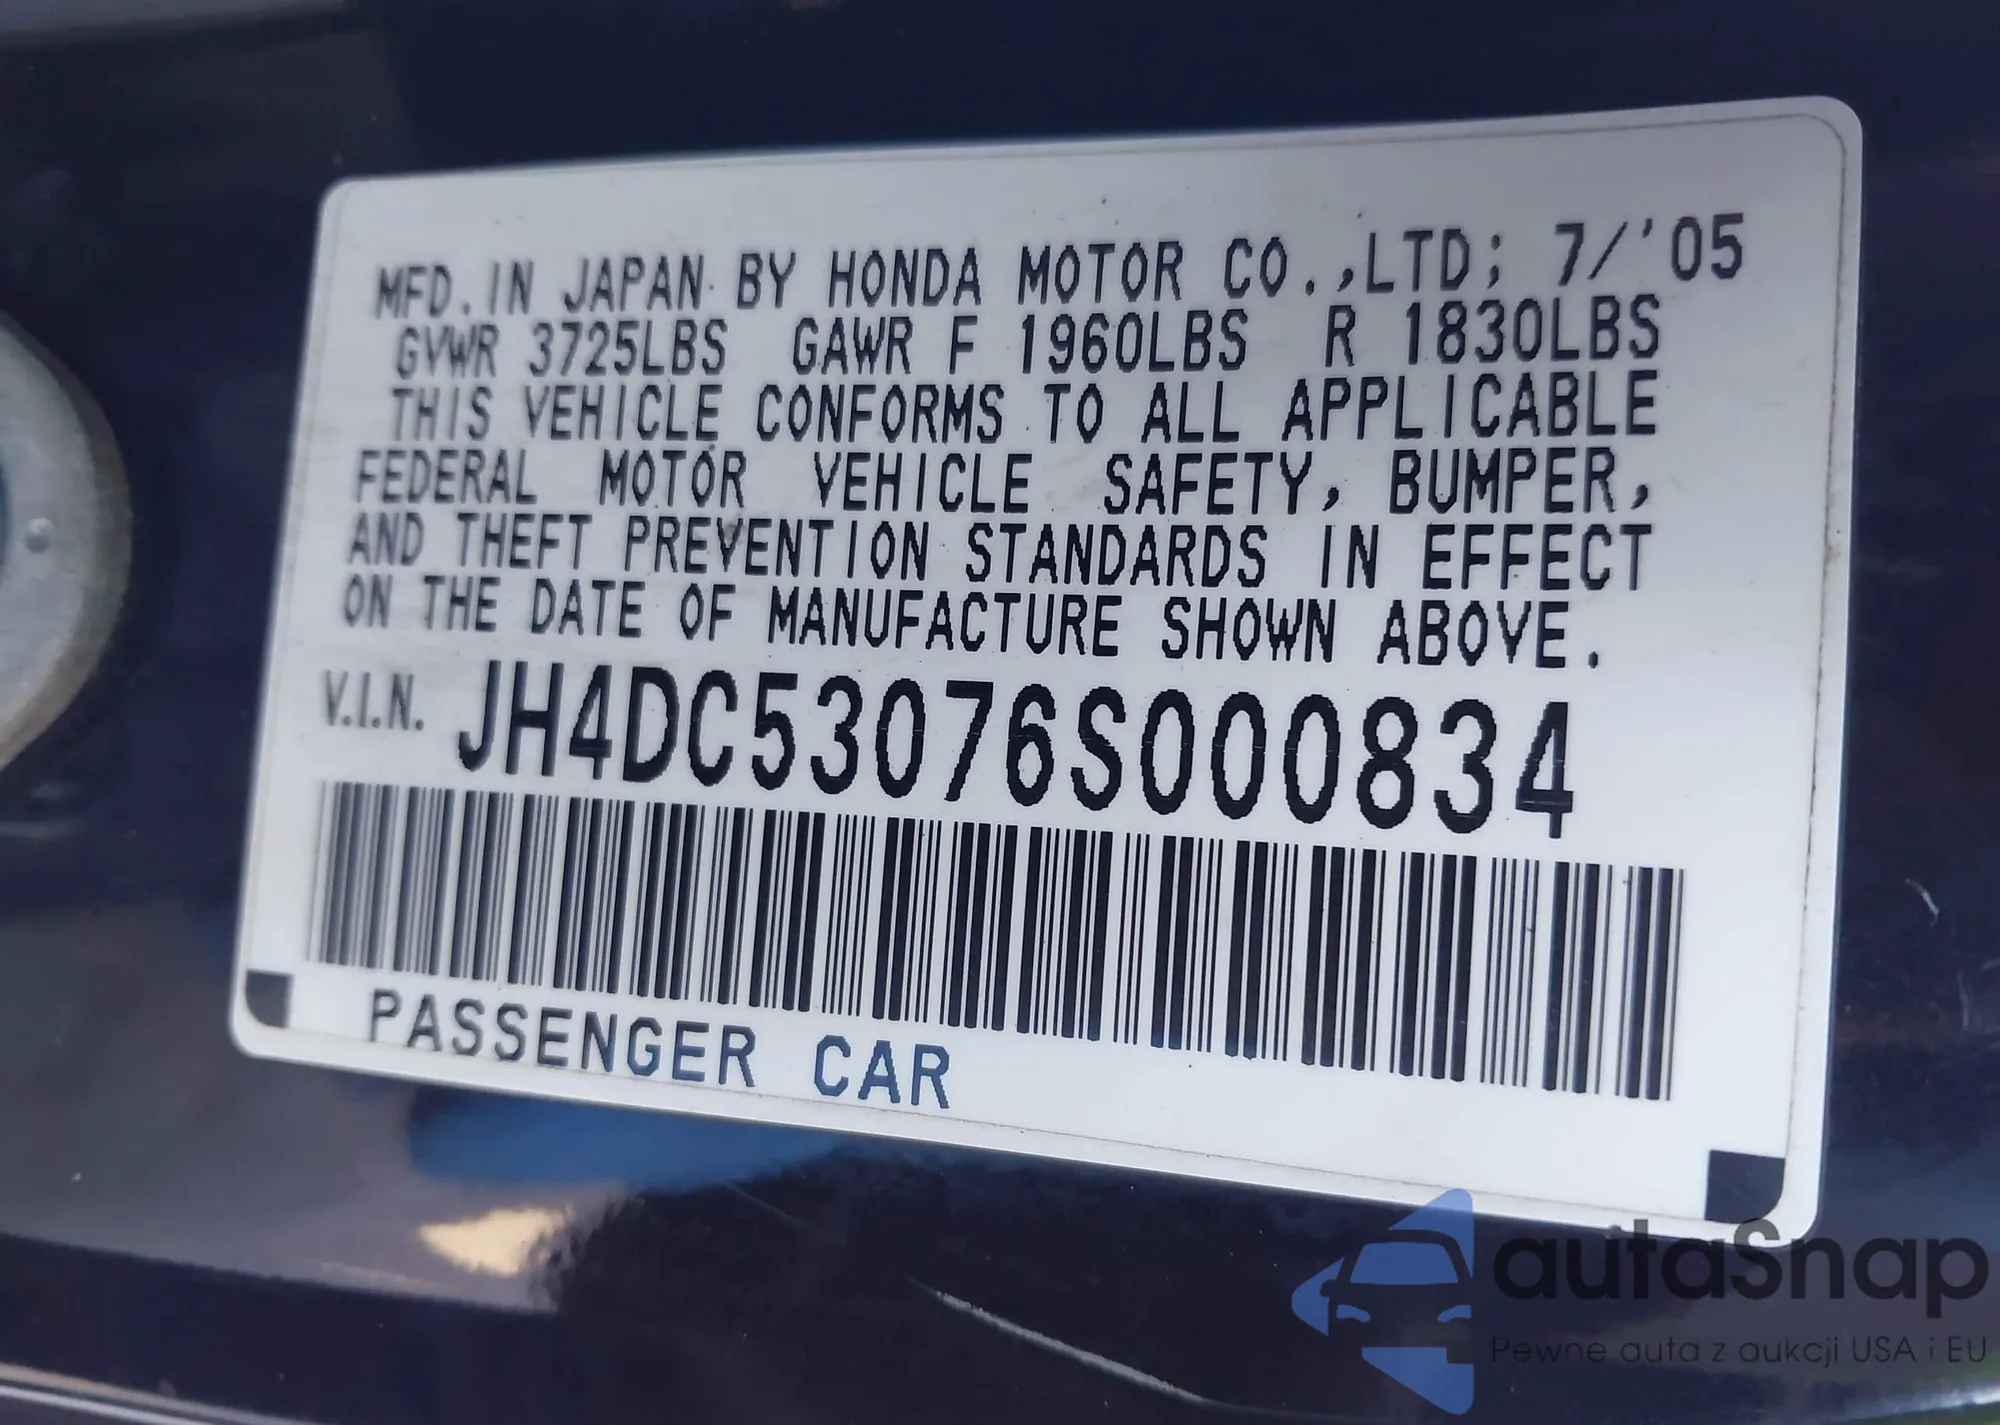 MFD. IN JAPAN BY HONDA MOTOR CO.,LTD; 7/'05
GVWR 3725LBS GAWR F 1960LBS R 1830LBS
THIS VEHICLE CONFORMS TO ALL APPLICABLE
FEDERAL MOTOR VEHICLE SAFETY, BUMPER,
AND THEFT PREVENTION STANDARDS IN EFFECT
ON THE DATE OF MANUFACTURE SHOWN ABOVE.
V.I.N. JH4DC53076S000834
PASSENGER CAR
autaSnap
Pewne auta z aukcji USA i EU